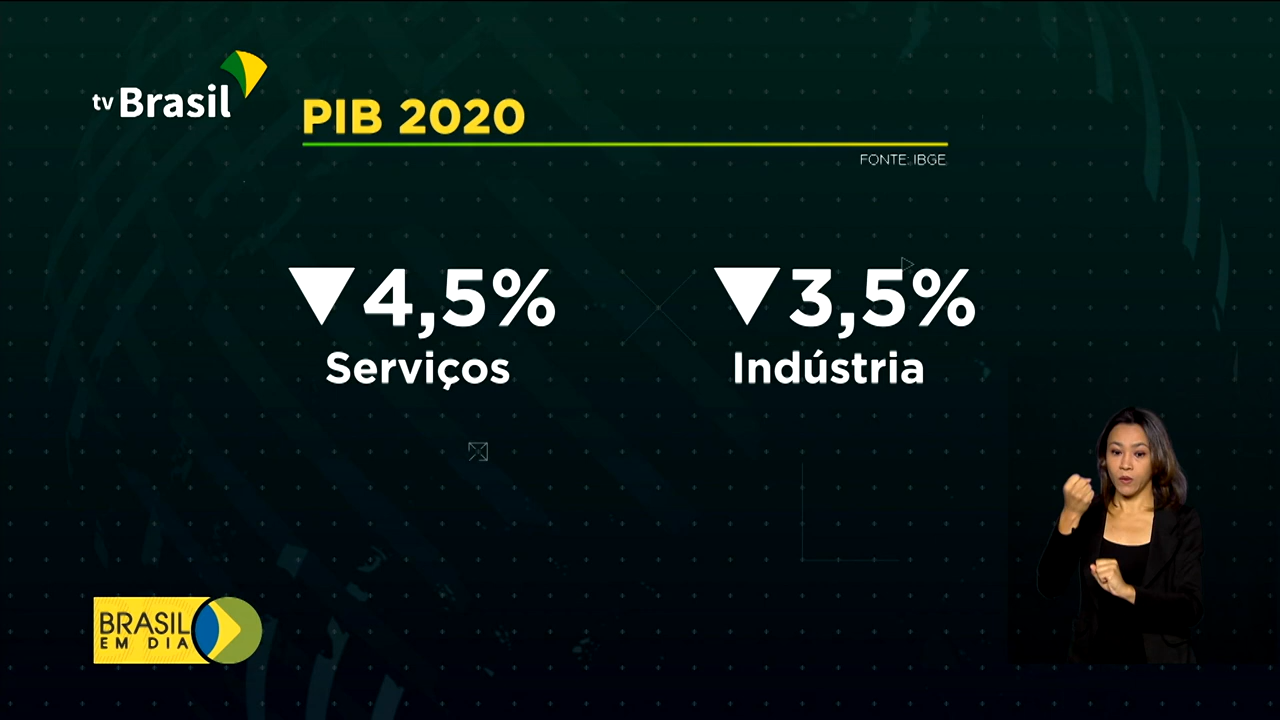 tv Brasil
PIB 2020
FONTE: IBGE
▼4,5%
Serviços
▼3,5%
Indústria
BRASIL
EM DIA